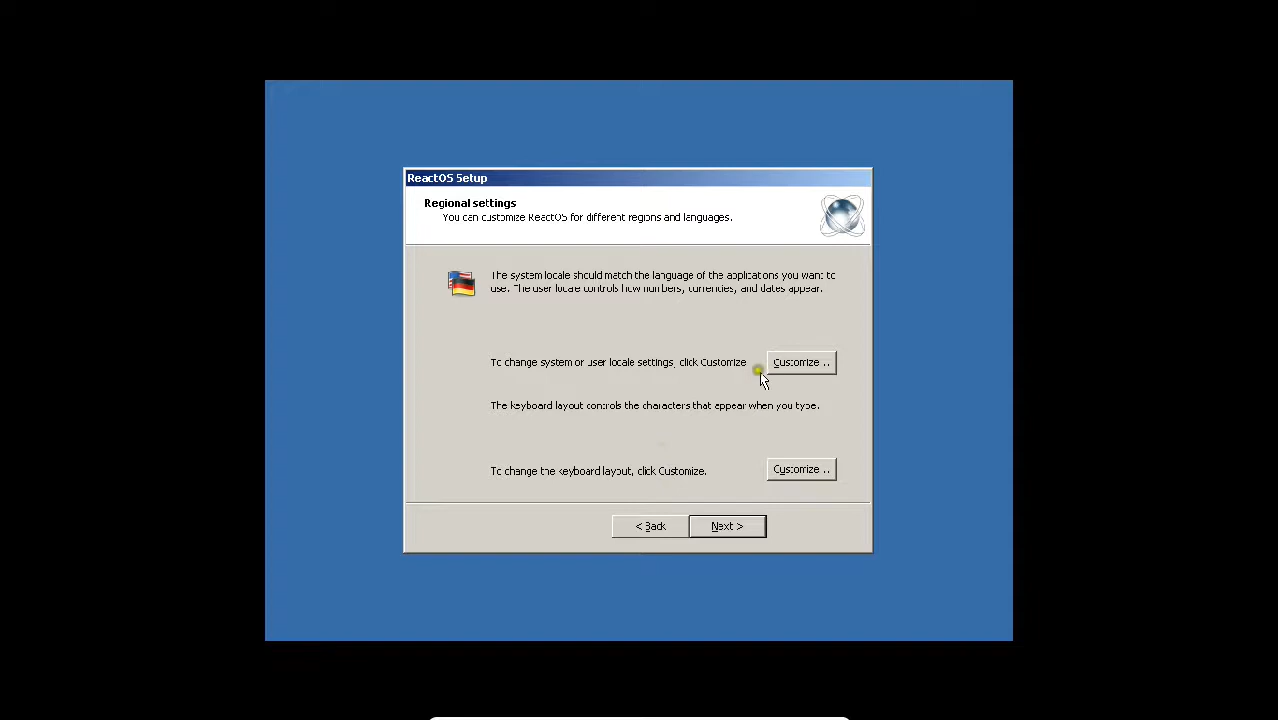 ReactOS Setup
Regional settings
You can customize ReactOS for different regions and languages.
The system locale should match the language of the applications you want to
use. The user locale controls how numbers, currencies, and dates appear.
To change system or user locale settings, click Customize
Customize ..
The keyboard layout controls the characters that appear when you type.
To change the keyboard layout, click Customize.
Customize ..
< Back
Next >